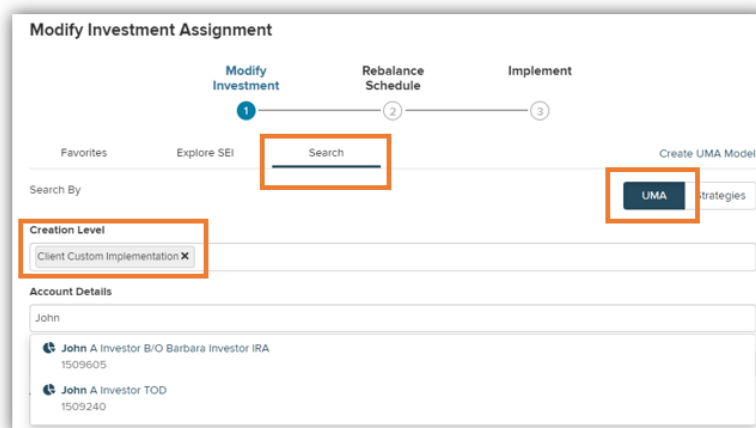 Modify Investment Assignment
Modify
Investment
Rebalance
Schedule
Implement
1
2
3
Favorites
Explore SEI
Search
Create UMA Model
Search By
UMA
Strategies
Creation Level
Client Custom Implementation ×
Account Details
John
John A Investor B/O Barbara Investor IRA
1509605
John A Investor TOD
1509240